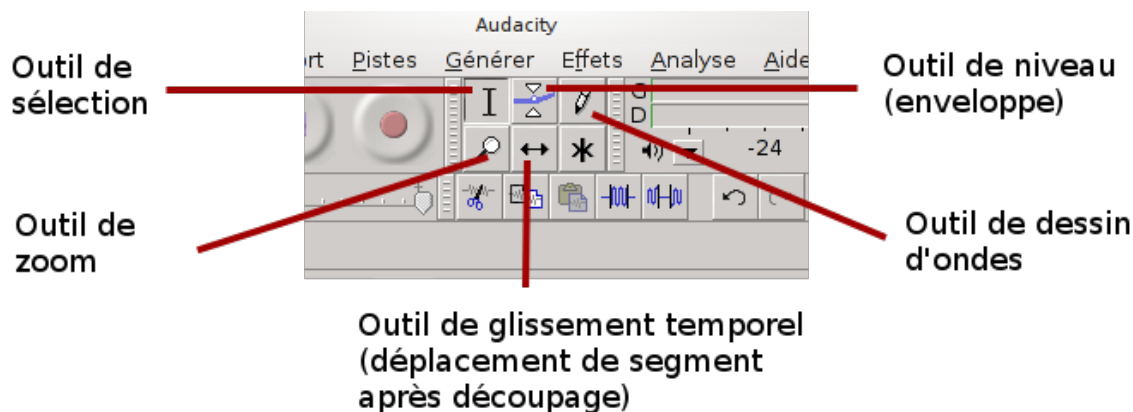 Audacity
rt Pistes Générer Effets Analyse Aide
Outil de
sélection
Outil de niveau
(enveloppe)
G
D
-24
Outil de
zoom
Outil de dessin
d'ondes
Outil de glissement temporel
(déplacement de segment
après découpage)